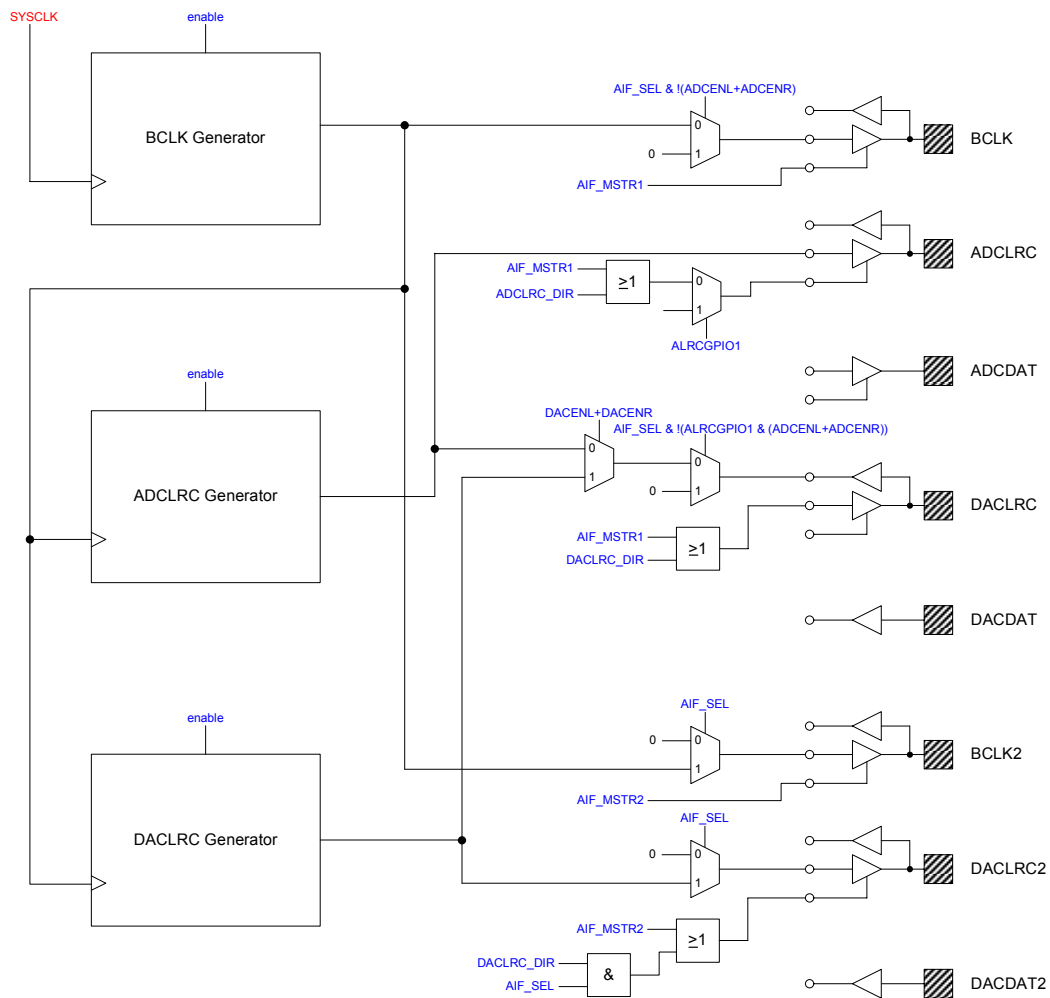 SYSCLK
enable
BCLK Generator
AIF_SEL & !(ADCENL+ADCENR)
0
0
1
AIF_MSTR1
BCLK
ADCLRC
AIF_MSTR1
ADCLRC_DIR
≥1
0
1
ALRCGPIO1
ADCDAT
enable
ADCLRC Generator
DACENL+DACENR
AIF_SEL & !(ALRCGPIO1 & (ADCENL+ADCENR))
0
1
0
0
1
AIF_MSTR1
DACLRC_DIR
≥1
DACLRC
DACDAT
enable
DACLRC Generator
AIF_SEL
0
0
1
AIF_MSTR2
BCLK2
AIF_SEL
0
0
1
DACLRC2
AIF_MSTR2
≥1
DACLRC_DIR
AIF_SEL
&
DACDAT2